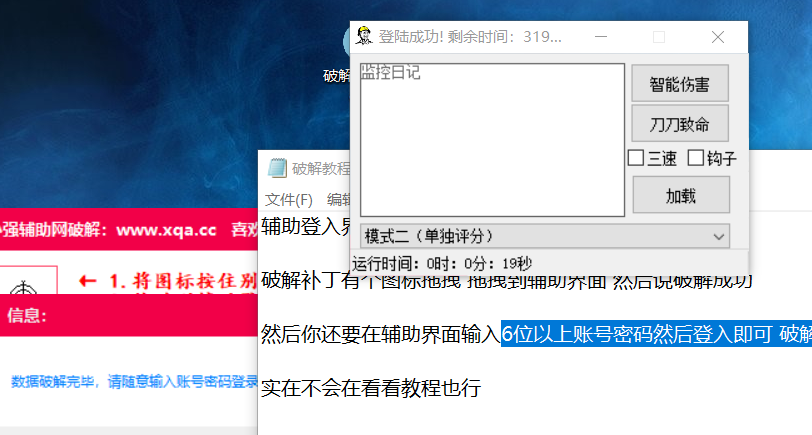 登陆成功! 剩余时间：319...
监控日记
智能伤害
刀刀致命
三速 钩子
加载
模式二（单独评分）
运行时间：0时：0分：19秒
破解
破解教程
文件(F) 编辑
辅助登入界
破解补丁有个图标拖拽 拖拽到辅助界面 然后说破解成功
然后你还要在辅助界面输入6位以上账号密码然后登入即可 破解
实在不会在看看教程也行
强辅助网破解：www.xqa.cc 喜欢
← 1.将图标按住别
信息:
数据破解完毕，请随意输入账号密码登录